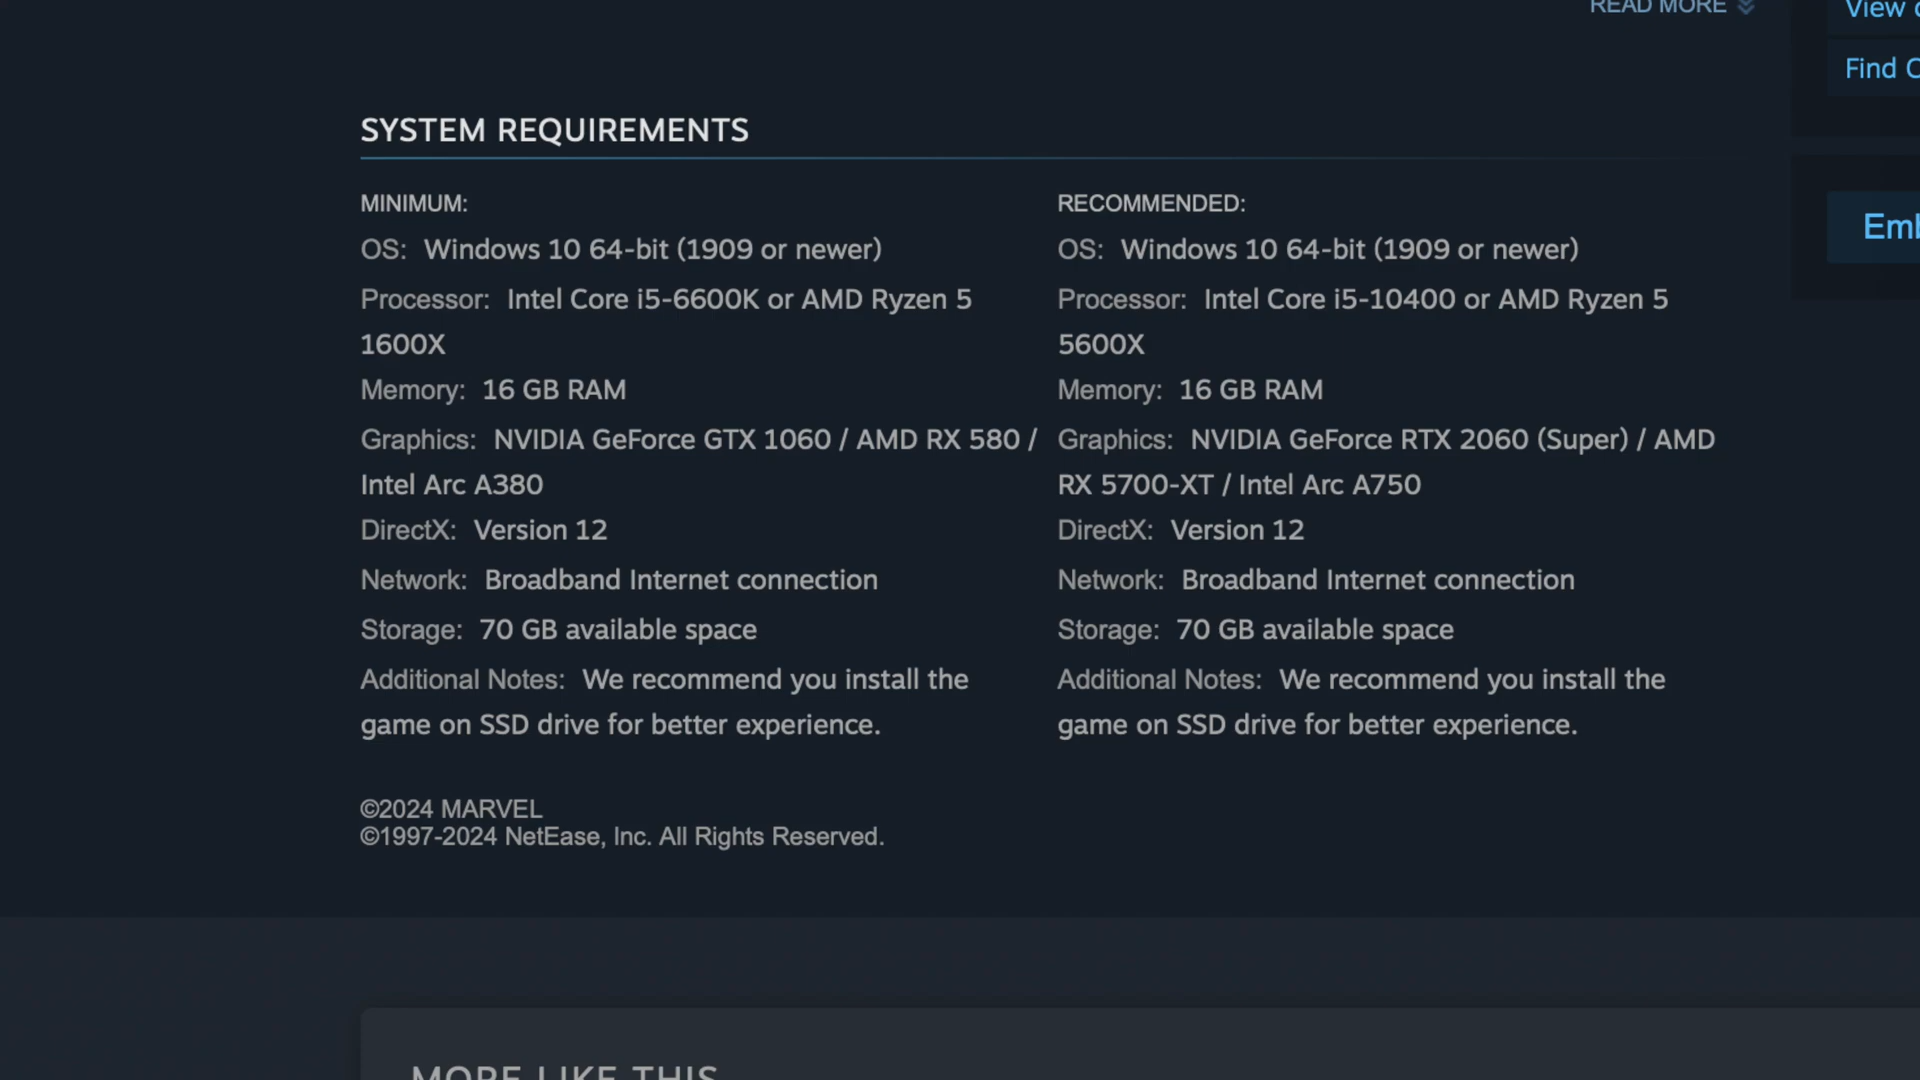 READ MORE
View
Find
SYSTEM REQUIREMENTS
MINIMUM:
OS: Windows 10 64-bit (1909 or newer)
Processor: Intel Core i5-6600K or AMD Ryzen 5
1600X
Memory: 16 GB RAM
Graphics: NVIDIA GeForce GTX 1060 / AMD RX 580 /
Intel Arc A380
DirectX: Version 12
Network: Broadband Internet connection
Storage: 70 GB available space
Additional Notes: We recommend you install the
game on SSD drive for better experience.
RECOMMENDED:
OS: Windows 10 64-bit (1909 or newer)
Processor: Intel Core i5-10400 or AMD Ryzen 5
5600X
Memory: 16 GB RAM
Graphics: NVIDIA GeForce RTX 2060 (Super) / AMD
RX 5700-XT / Intel Arc A750
DirectX: Version 12
Network: Broadband Internet connection
Storage: 70 GB available space
Additional Notes: We recommend you install the
game on SSD drive for better experience.
©2024 MARVEL
©1997-2024 NetEase, Inc. All Rights Reserved.
MORE LIKE THIS